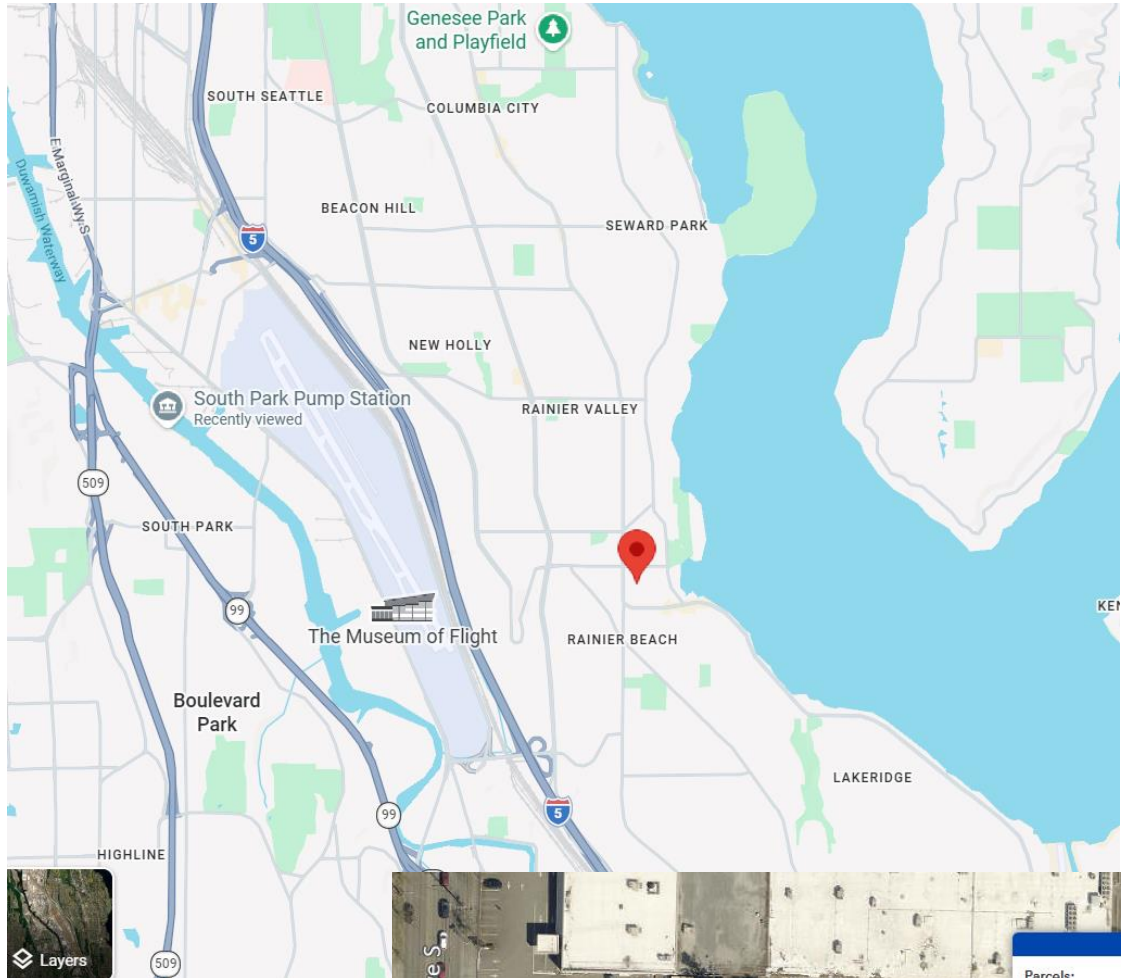 Genesee Park
and Playfield
SOUTH SEATTLE
COLUMBIA CITY
E Marginal Wy S
Duwamish Waterway
BEACON HILL
SEWARD PARK
5
NEW HOLLY
South Park Pump Station
Recently viewed
RAINIER VALLEY
509
SOUTH PARK
99
The Museum of Flight
RAINIER BEACH
KEN
Boulevard
Park
LAKERIDGE
5
99
HIGHLINE
Layers
509
e S
Parcels: